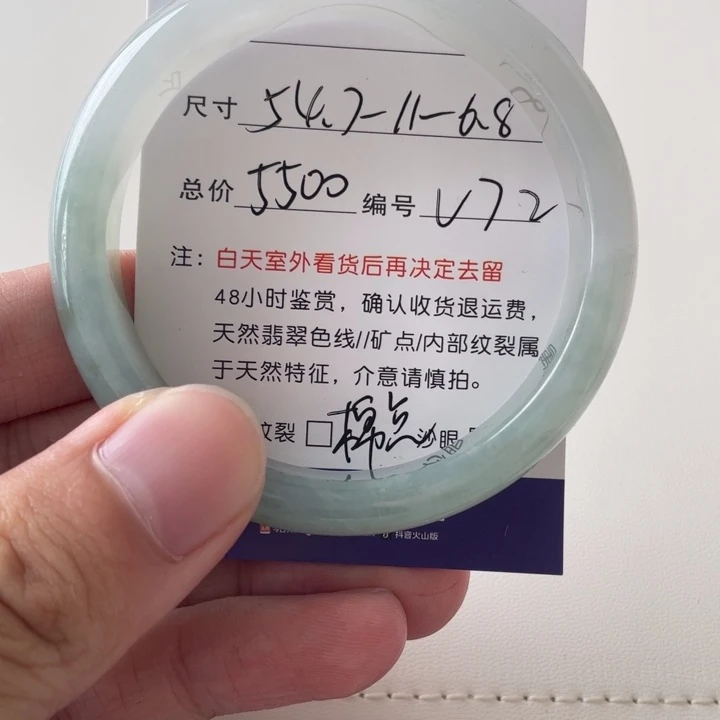 尺寸 54.7-11-6.8
总价 5500 编号 V72
注：白天室外看货后再决定去留
48小时鉴赏，确认收货退运费，
天然翡翠色线//矿点/内部纹裂属
于天然特征，介意请慎拍。
纹裂 □ 棉点 沙眼
抖音火山版